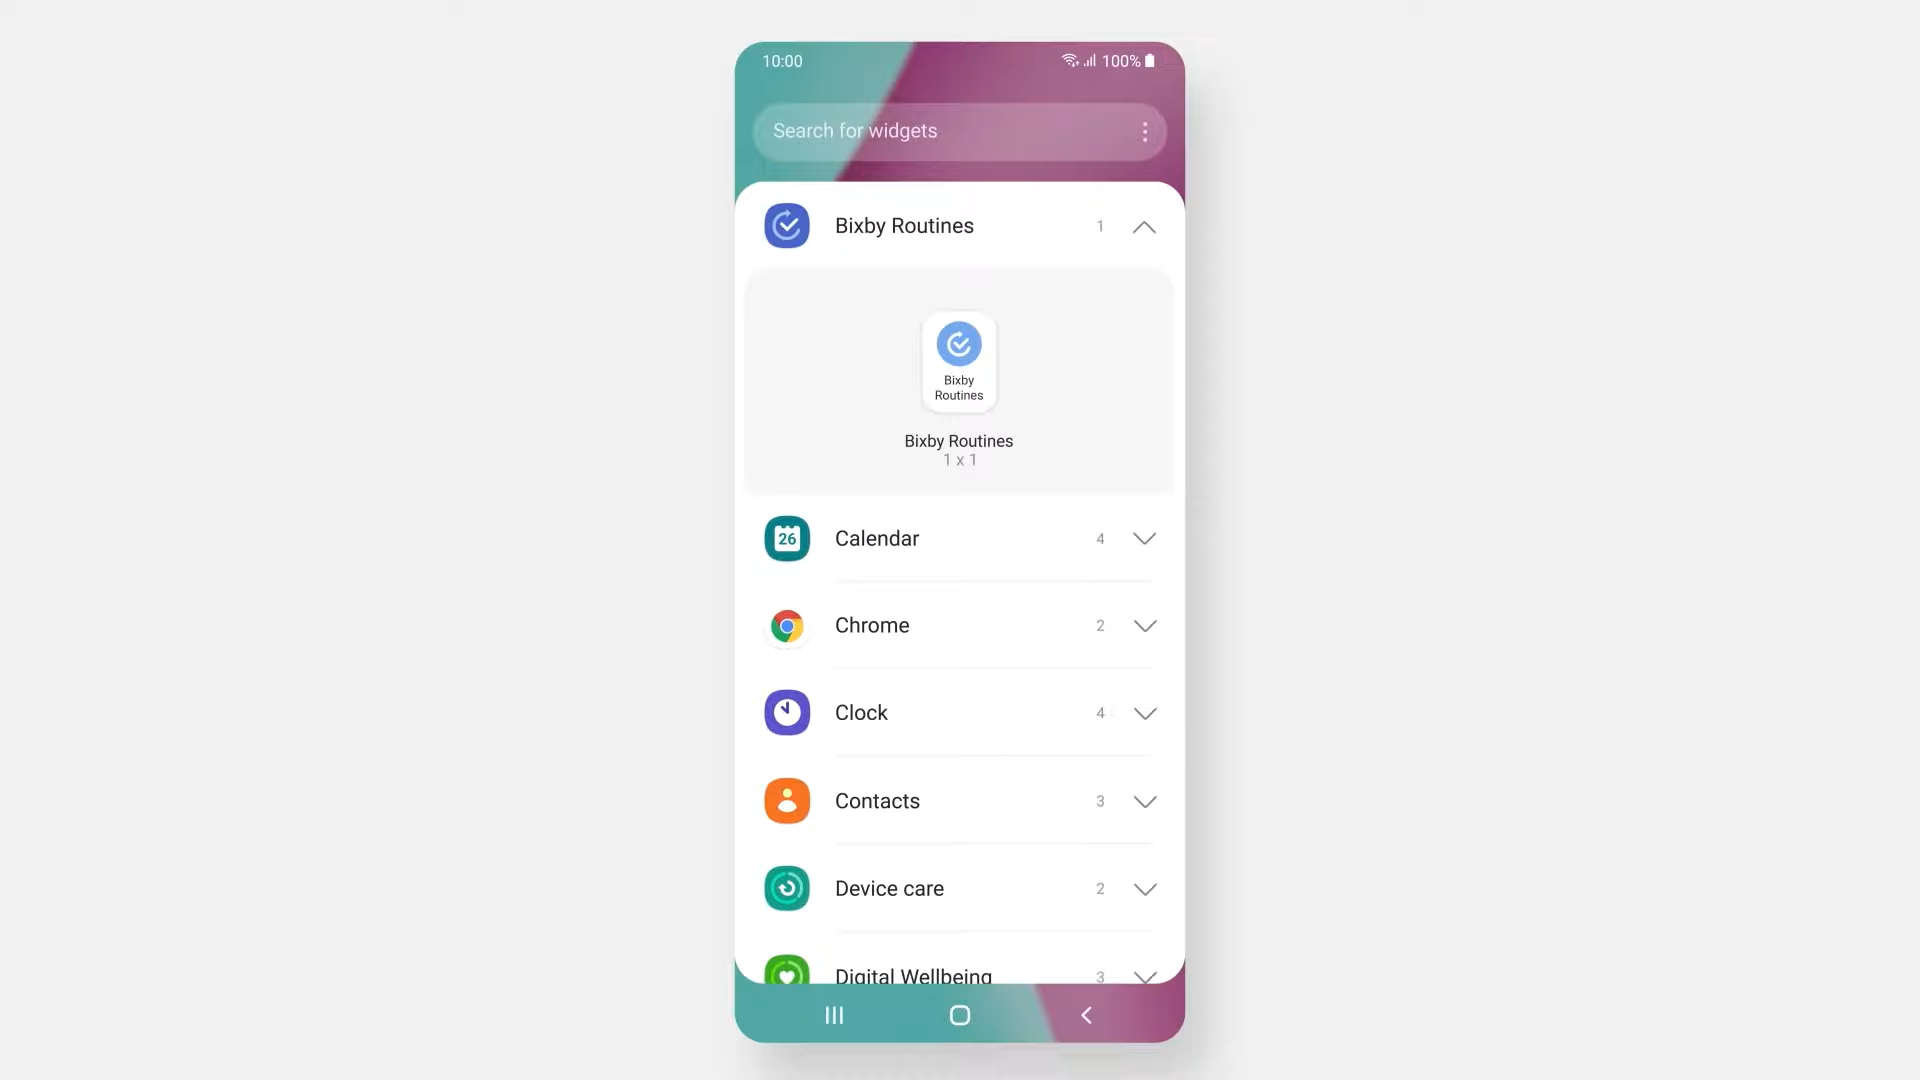 10:00 100%
Search for widgets
Bixby Routines 1
Bixby
Routines
Bixby Routines
1 x 1
26 Calendar 4
Chrome 2
Clock 4
Contacts 3
Device care 2
Digital Wellbeing 3